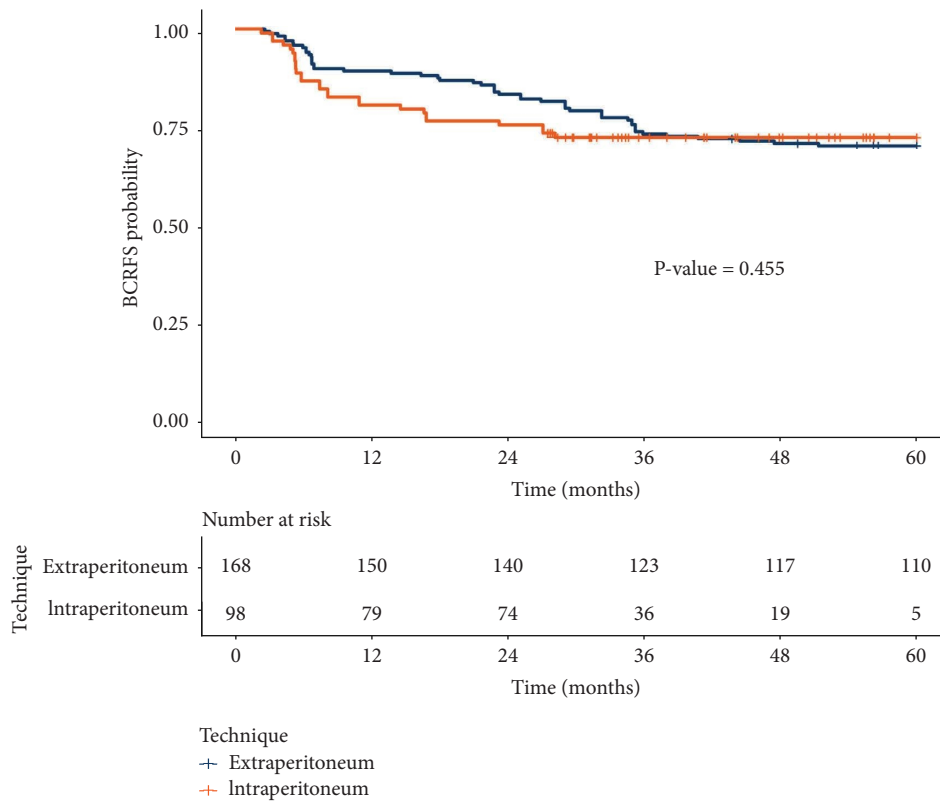 1.00
0.75
0.50
0.25
0.00
BCRFS probability
P-value = 0.455
0 12 24 36 48 60
Time (months)
Number at risk
Technique
Extraperitoneum 168 150 140 123 117 110
lntraperitoneum 98 79 74 36 19 5
0 12 24 36 48 60
Time (months)
Technique
Extraperitoneum
lntraperitoneum